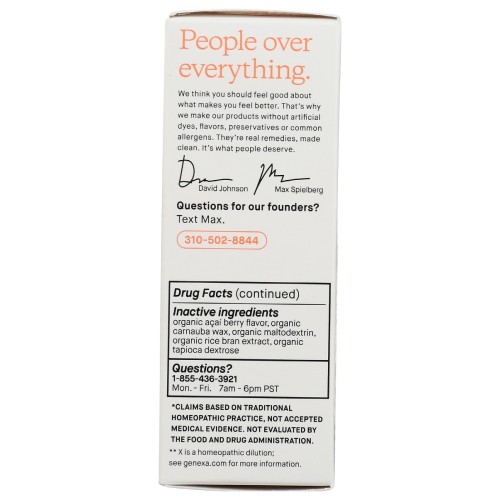 People over
everything.
We think you should feel good about
what makes you feel better. That's why
we make our products without artificial
dyes, flavors, preservatives or common
allergens. They're real remedies, made
clean. It's what people deserve.
David Johnson Max Spielberg
Questions for our founders?
Text Max.
310-502-8844
Drug Facts (continued)
Inactive ingredients
organic açaí berry flavor, organic
carnauba wax, organic maltodextrin,
organic rice bran extract, organic
tapioca dextrose
Questions?
1-855-436-3921
Mon. - Fri. 7am - 6pm PST
*CLAIMS BASED ON TRADITIONAL
HOMEOPATHIC PRACTICE, NOT ACCEPTED
MEDICAL EVIDENCE. NOT EVALUATED BY
THE FOOD AND DRUG ADMINISTRATION.
** X is a homeopathic dilution;
see genexa.com for more information.